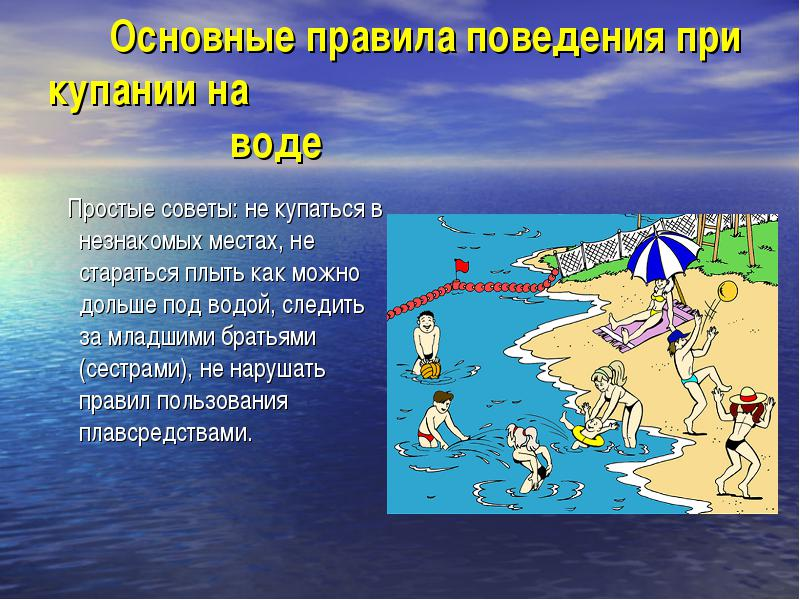 Основные правила поведения при
купании на
воде
Простые советы: не купаться в
незнакомых местах, не
стараться плыть как можно
дольше под водой, следить
за младшими братьями
(сестрами), не нарушать
правил пользования
плавсредствами.